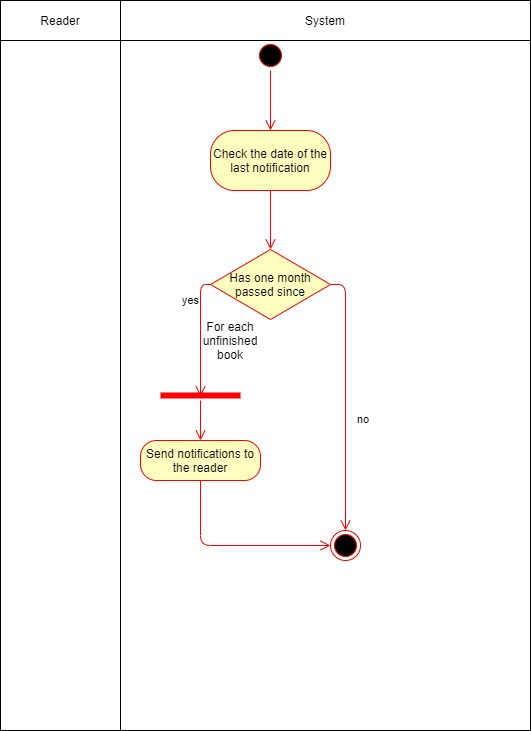 Reader
System
Check the date of the
last notification
Has one month
passed since
yes
For each
unfinished
book
no
Send notifications to
the reader